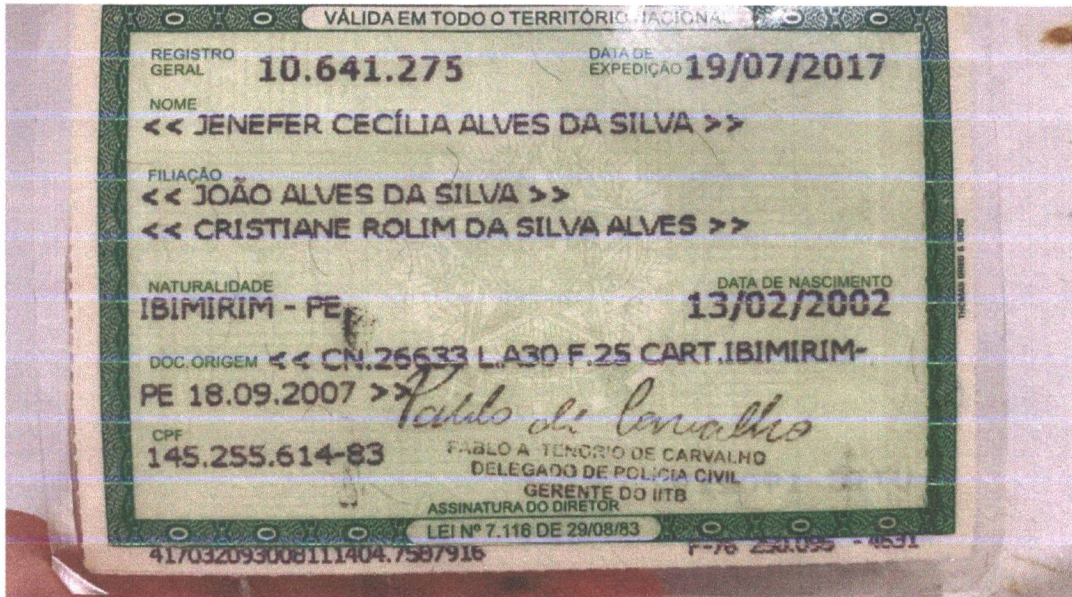 VÁLIDA EM TODO O TERRITÓRIO NACIONAL
REGISTRO GERAL 10.641.275 DATA DE EXPEDIÇÃO 19/07/2017
NOME
<< JENEFER CECÍLIA ALVES DA SILVA >>
FILIAÇÃO
<< JOÃO ALVES DA SILVA >>
<< CRISTIANE ROLIM DA SILVA ALVES >>
NATURALIDADE DATA DE NASCIMENTO
IBIMIRIM - PE 13/02/2002
DOC. ORIGEM << CN.26633 L.A30 F.25 CART.IBIMIRIM-
PE 18.09.2007 >>
CPF
145.255.614-83
PABLO A TENORIO DE CARVALHO
DELEGADO DE POLICIA CIVIL
GERENTE DO IITB
ASSINATURA DO DIRETOR
LEI Nº 7.116 DE 29/08/83